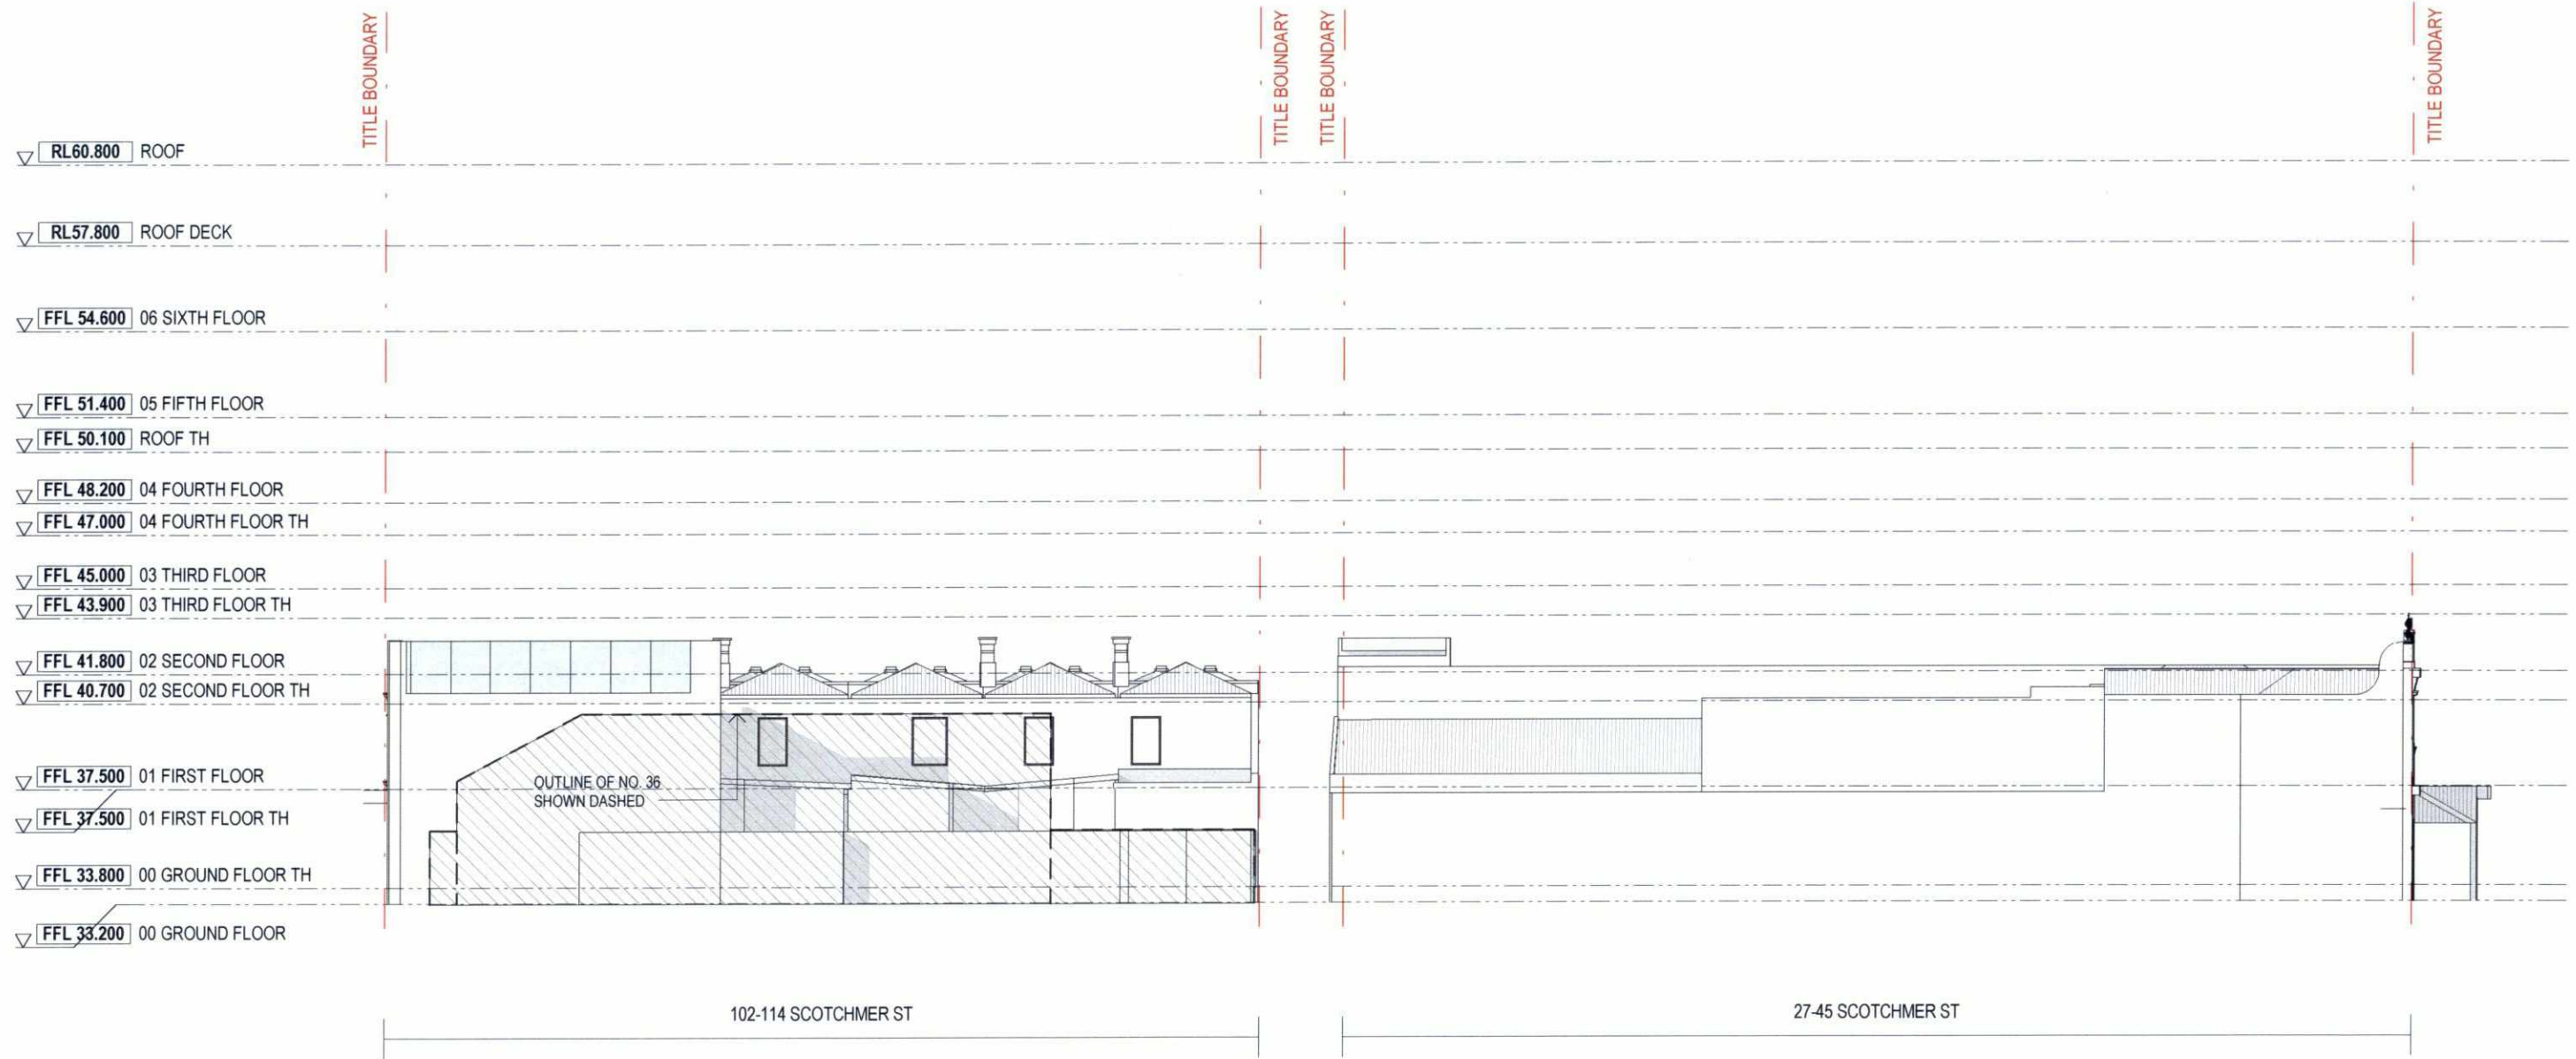 TITLE BOUNDARY
TITLE BOUNDARY
TITLE BOUNDARY
TITLE BOUNDARY
RL60.800 ROOF
RL57.800 ROOF DECK
FFL 54.600 06 SIXTH FLOOR
FFL 51.400 05 FIFTH FLOOR
FFL 50.100 ROOF TH
FFL 48.200 04 FOURTH FLOOR
FFL 47.000 04 FOURTH FLOOR TH
FFL 45.000 03 THIRD FLOOR
FFL 43.900 03 THIRD FLOOR TH
FFL 41.800 02 SECOND FLOOR
FFL 40.700 02 SECOND FLOOR TH
FFL 37.500 01 FIRST FLOOR
OUTLINE OF NO. 36
SHOWN DASHED
FFL 37.500 01 FIRST FLOOR TH
FFL 33.800 00 GROUND FLOOR TH
FFL 33.200 00 GROUND FLOOR
102-114 SCOTCHMER ST
27-45 SCOTCHMER ST